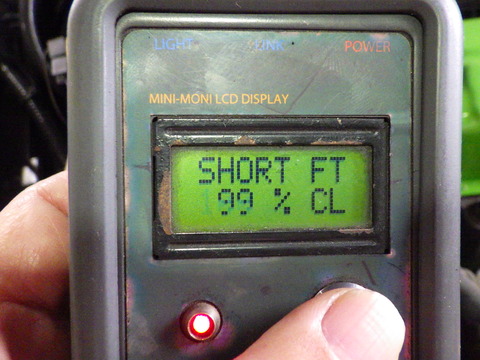 LIGHT LINK POWER
MINI-MONI LCD DISPLAY
SHORT FT
99 % CL